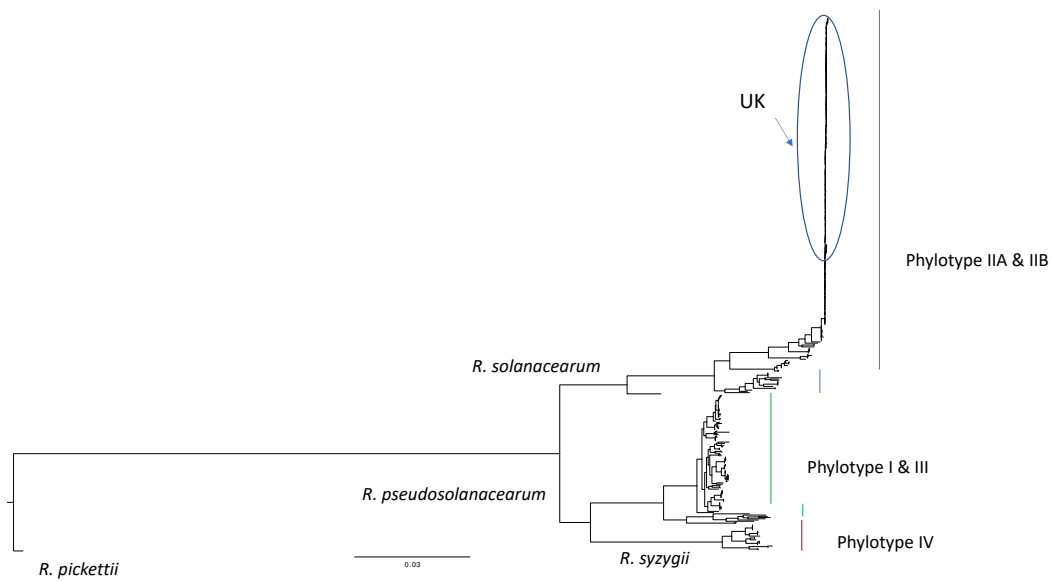 UK
Phylotype IIA & IIB
R. solanacearum
Phylotype I & III
R. pseudosolanacearum
Phylotype IV
R. syzygii
0.03
R. pickettii